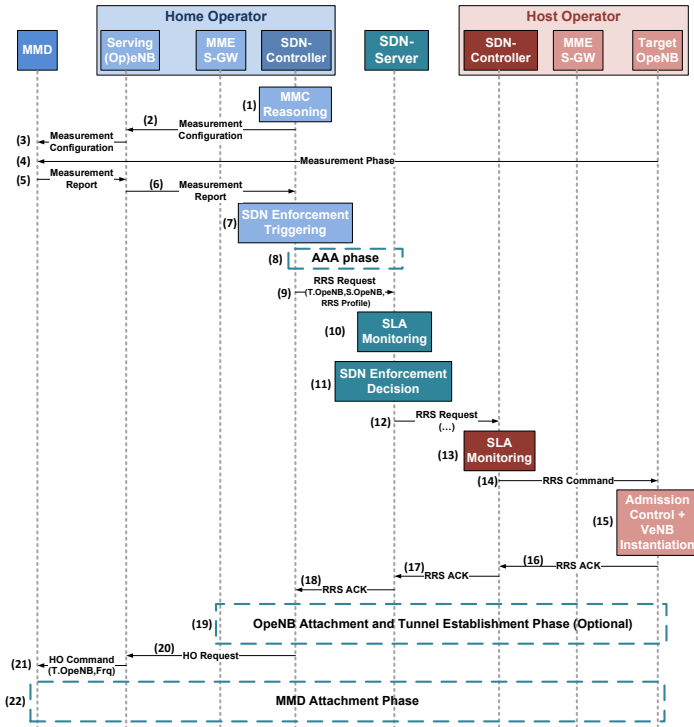 Home Operator
Host Operator
MMD
Serving
(Op)eNB
MME
S-GW
SDN-
Controller
SDN-
Server
SDN-
Controller
MME
S-GW
Target
OpeNB
(1)
MMC
Reasoning
(2)
Measurement
Configuration
(3)
Measurement
Configuration
(4)
Measurement Phase
(5)
Measurement
Report
(6)
Measurement
Report
(7)
SDN Enforcement
Triggering
(8)
AAA phase
(9)
RRS Request
(T.OpeNB,S.OpeNB,
RRS Profile)
(10)
SLA
Monitoring
(11)
SDN Enforcement
Decision
(12)
RRS Request
(...)
(13)
SLA
Monitoring
(14)
RRS Command
(15)
Admission
Control +
VeNB
Instantiation
(16)
RRS ACK
(17)
RRS ACK
(18)
RRS ACK
(19)
OpeNB Attachment and Tunnel Establishment Phase (Optional)
(20)
HO Request
(21)
HO Command
(T.OpeNB,Frq)
(22)
MMD Attachment Phase